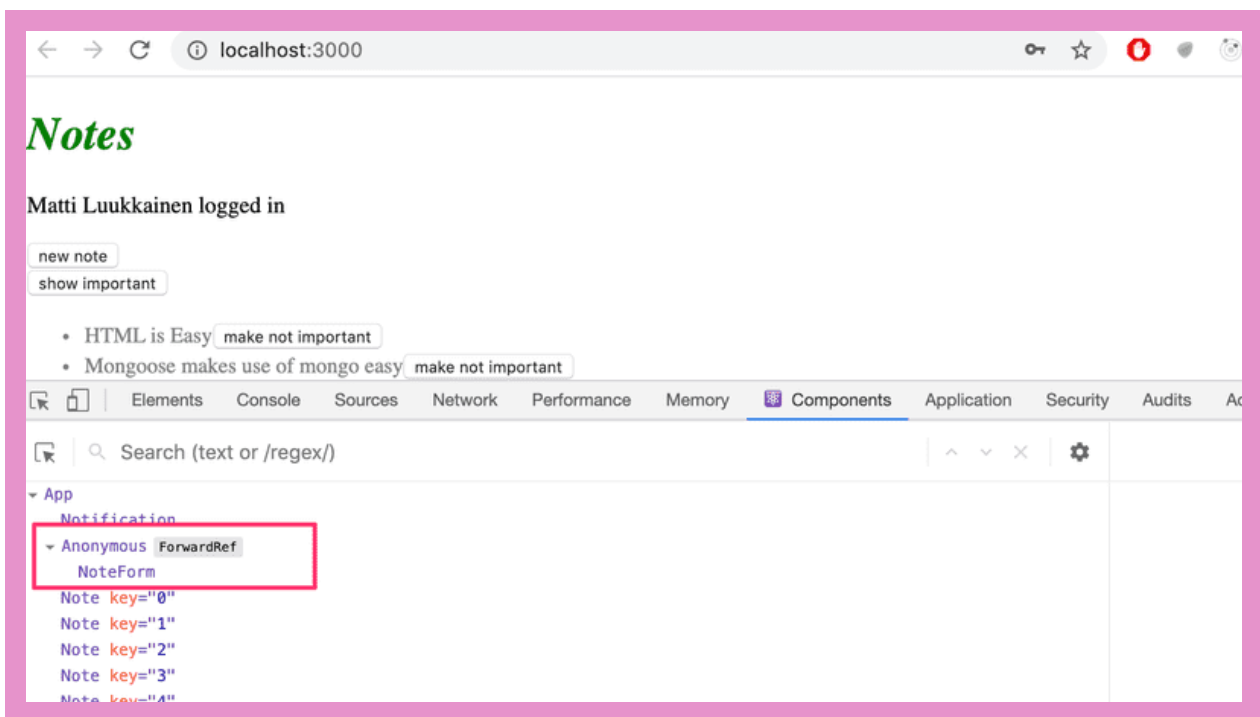 localhost:3000
Notes
Matti Luukkainen logged in
new note
show important
• HTML is Easy make not important
• Mongoose makes use of mongo easy make not important
Elements Console Sources Network Performance Memory Components Application Security Audits
Search (text or /regex/)
App
Notification
Anonymous ForwardRef
NoteForm
Note key="0"
Note key="1"
Note key="2"
Note key="3"
Note key="4"